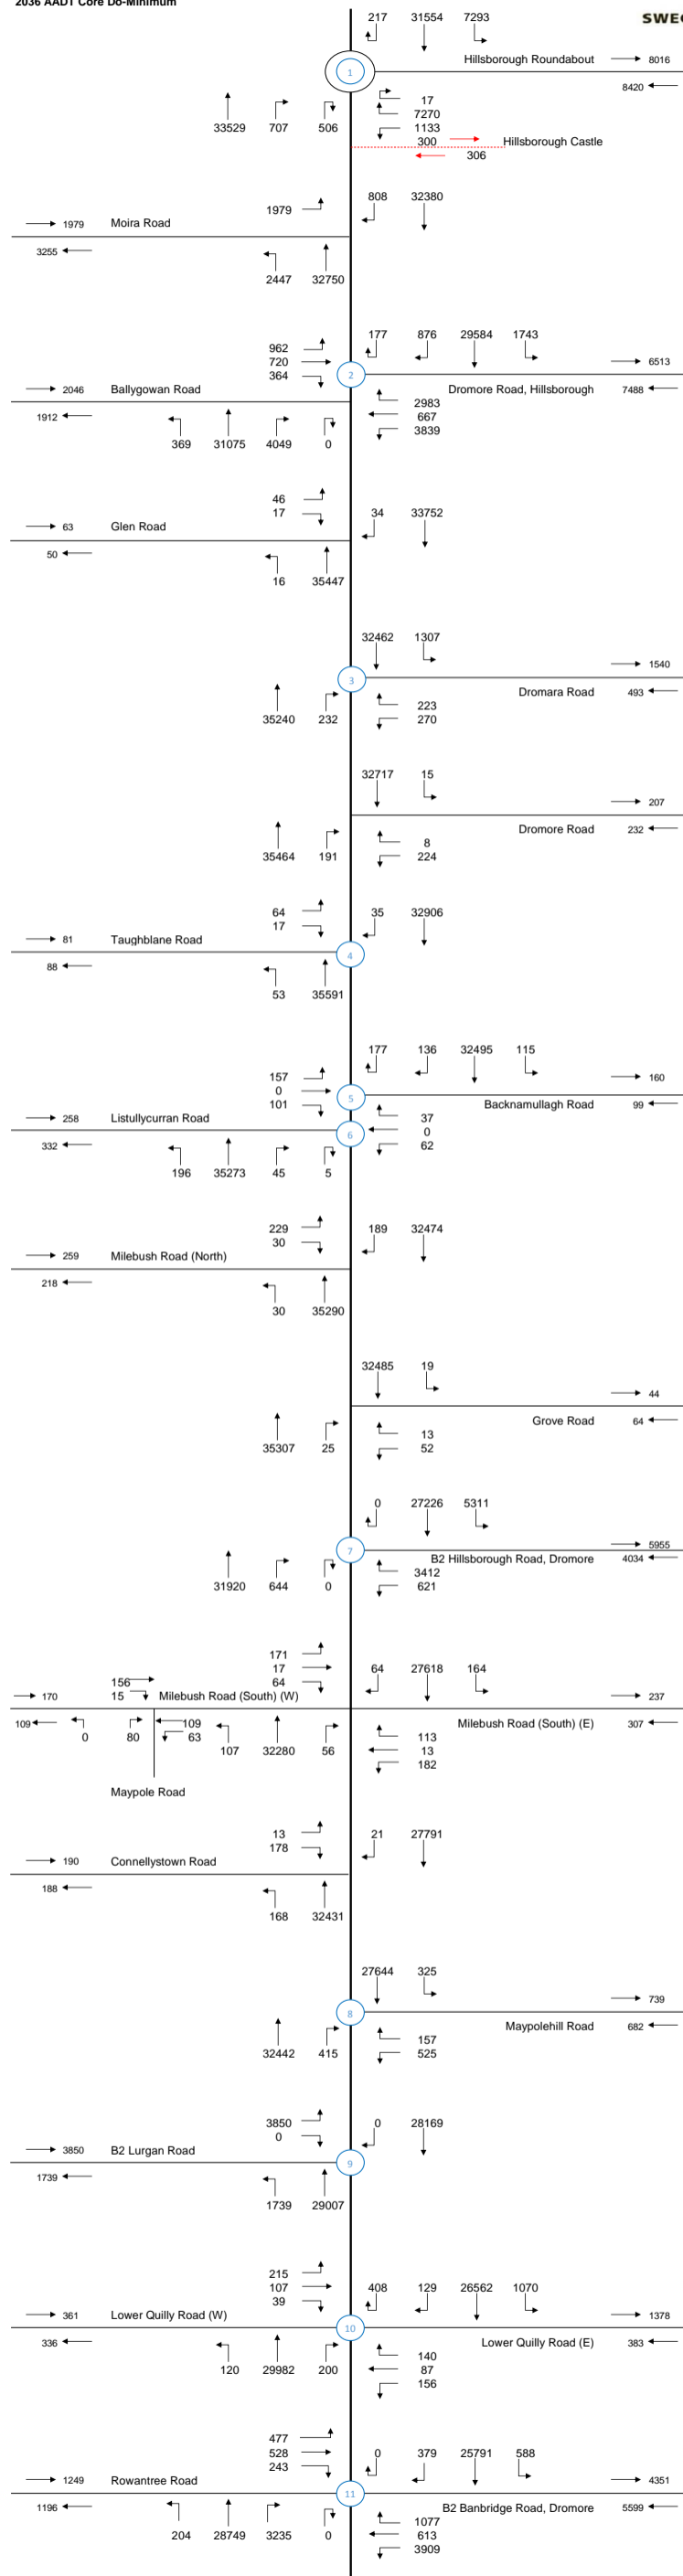 2036 AADT Core Do-Minimum
SWECO
217 31554 7293
Hillsborough Roundabout 8016
1
8420
33529 707 506
17
7270
1133
300 Hillsborough Castle
306
1979
808 32380
1979 Moira Road
3255
2447 32750
177 876 29584 1743
962
720
364
2
6513
2046 Ballygowan Road
Dromore Road, Hillsborough 7488
1912
2983
667
3839
369 31075 4049 0
46
17
34 33752
63 Glen Road
50
16 35447
32462 1307
1540
3
Dromara Road 493
35240 232
223
270
32717 15
207
Dromore Road 232
35464 191
8
224
64
17
35 32906
81 Taughblane Road
88
4
53 35591
177 136 32495 115
157
0
101
160
5
Backnamullagh Road 99
258 Listullycurran Road
37
0
62
332
6
196 35273 45 5
229
30
189 32474
259 Milebush Road (North)
218
30 35290
32485 19
44
Grove Road 64
35307 25
13
52
0 27226 5311
5955
7
B2 Hillsborough Road, Dromore 4034
31920 644 0
3412
621
171
17
64
64 27618 164
156
15
170 Milebush Road (South) (W)
237
109
Milebush Road (South) (E) 307
0 80
109
63
107 32280 56
113
13
182
Maypole Road
13
178
21 27791
190 Connellystown Road
188
168 32431
27644 325
739
8
Maypolehill Road 682
32442 415
157
525
3850
0
0 28169
3850 B2 Lurgan Road
9
1739
1739 29007
215
107
39
408 129 26562 1070
361 Lower Quilly Road (W)
1378
10
336
Lower Quilly Road (E) 383
120 29982 200
140
87
156
477
528
243
0 379 25791 588
1249 Rowantree Road
4351
11
1196
B2 Banbridge Road, Dromore 5599
204 28749 3235 0
1077
613
3909